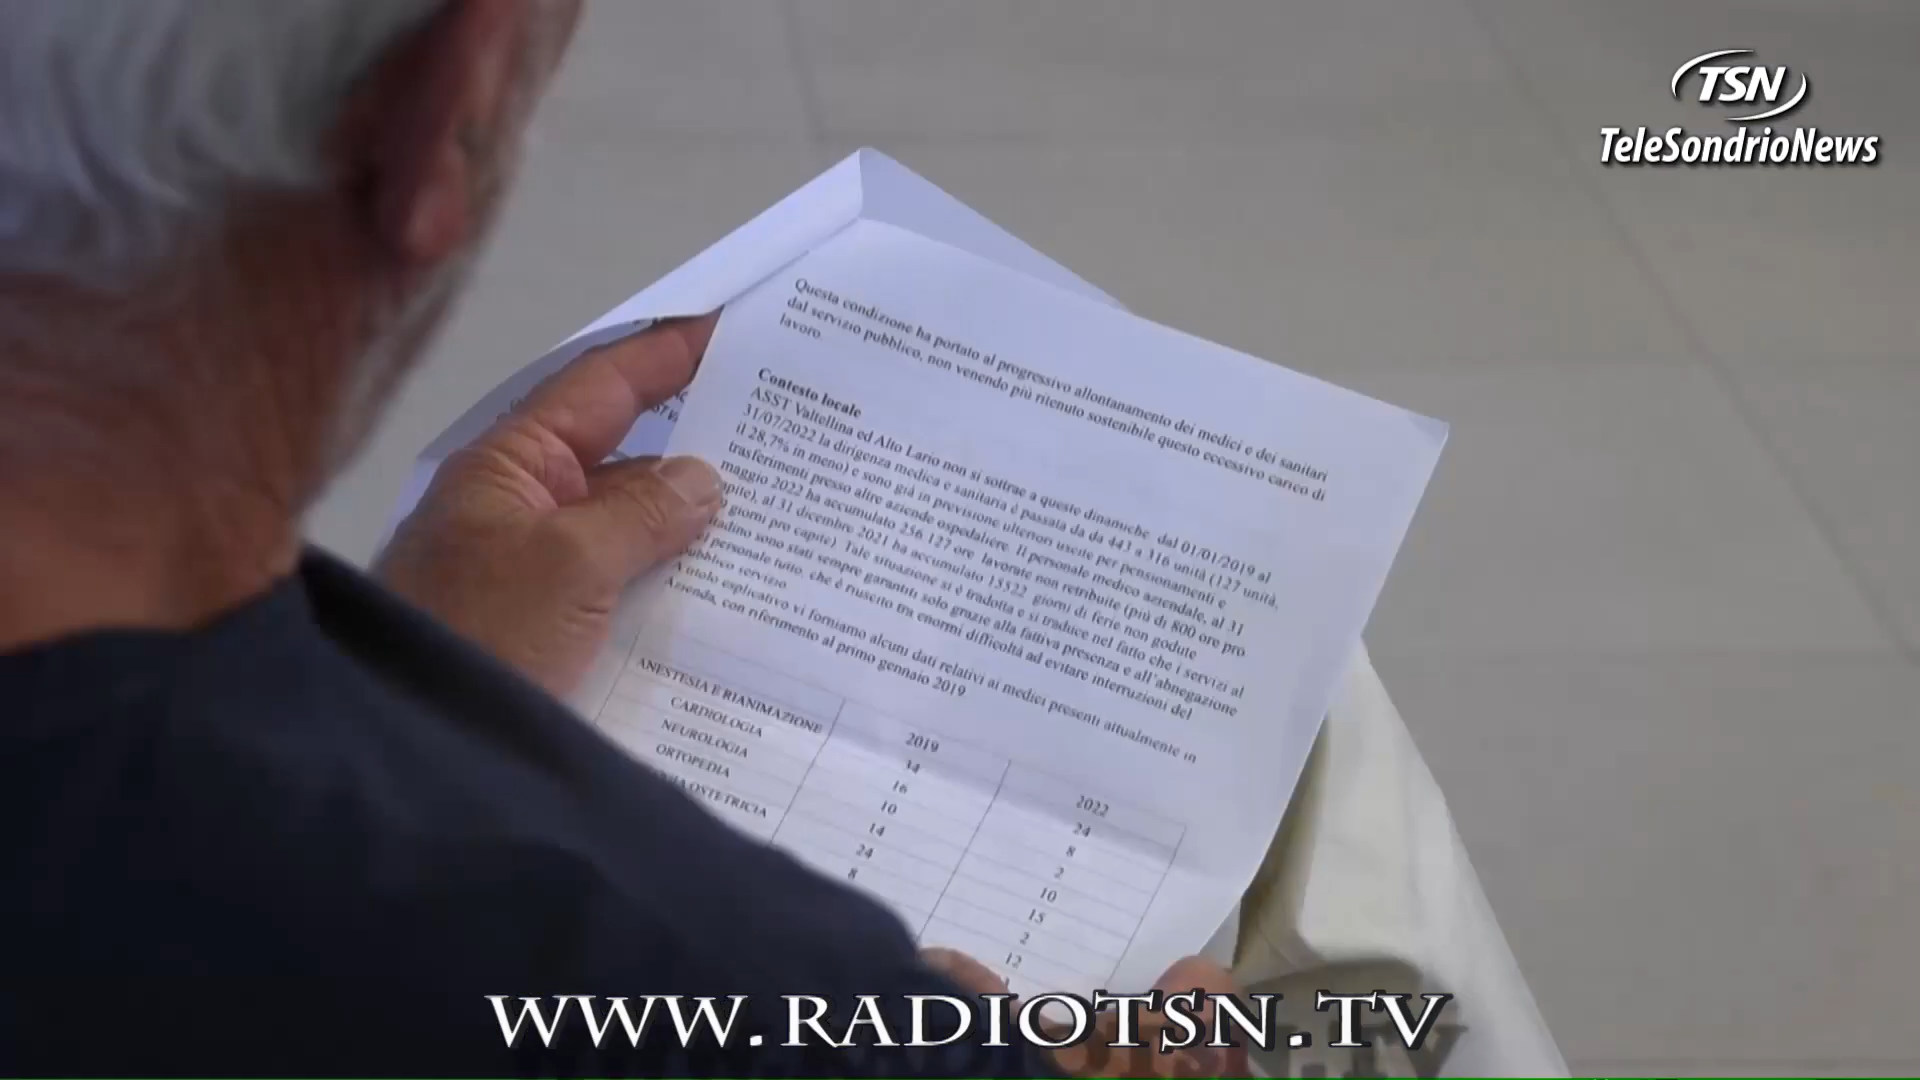 TSN
TeleSondrioNews
Questa condizione ha portato al progressivo allontanamento dei medici e dei sanitari
dal servizio pubblico, non venendo più ritenuto sostenibile questo eccessivo carico di
lavoro.
Contesto locale
ASST Valtellina ed Alto Lario non si sottrae a queste dinamiche dal 01/01/2019 al
31/07/2022 la dirigenza medica e sanitaria è passata da da 443 a 316 unità (127 unità,
il 28,7% in meno) e sono già in previsione ulteriori uscite per pensionamenti e
trasferimenti presso altre aziende ospedaliere. Il personale medico aziendale, al 31
maggio 2022 ha accumulato 256 127 ore lavorate non retribuite (più di 800 ore pro
capite), al 31 dicembre 2021 ha accumulato 15522 giorni di ferie non godute
giorni pro capite). Tale situazione si è tradotta e si traduce nel fatto che i servizi al
cittadino sono stati sempre garantiti solo grazie alla fattiva presenza e all'abnegazione
personale tutto, che è riuscito tra enormi difficoltà ad evitare interruzioni del
pubblico servizio
A titolo esplicativo vi forniamo alcuni dati relativi ai medici presenti attualmente in
Azienda, con riferimento al primo gennaio 2019
2019 2022
ANESTESIA E RIANIMAZIONE 34 24
CARDIOLOGIA 16 8
NEUROLOGIA 10 2
ORTOPEDIA 14 10
OSTETRICIA 24 15
8 2
12
WWW.RADIOTSN.TV